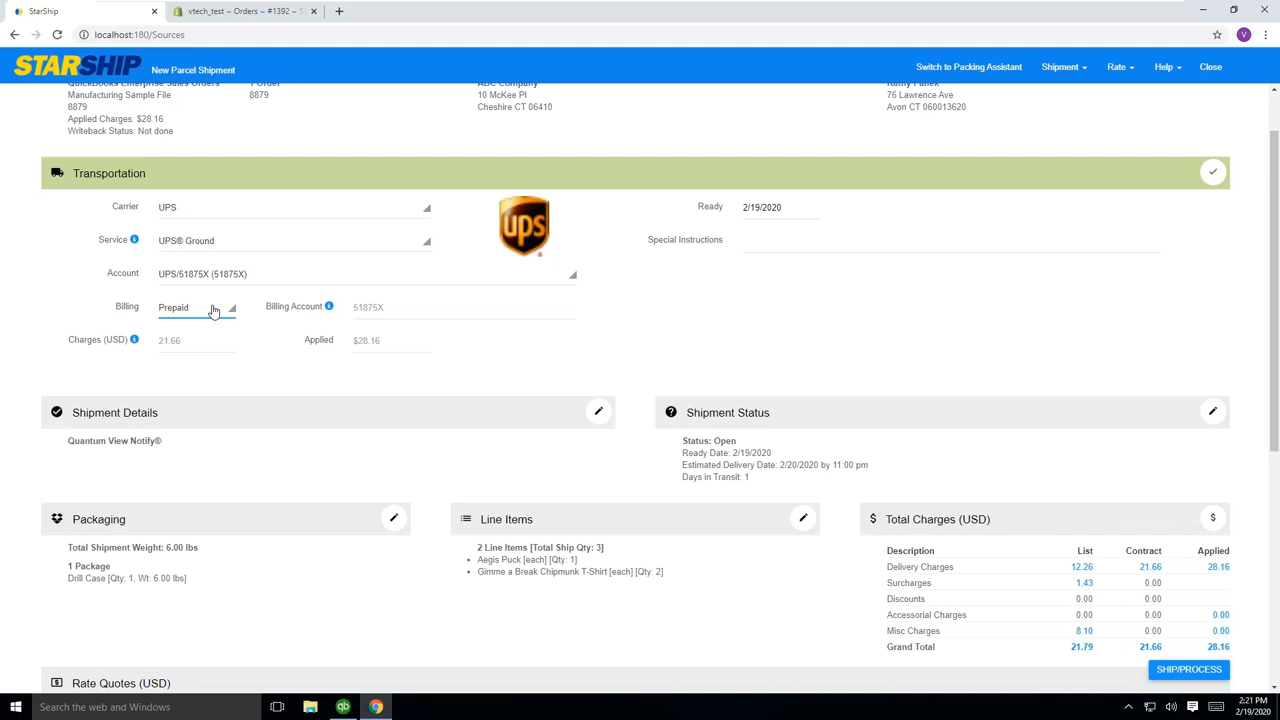 StarShip
vtech_test ~ Orders ~ #1392 ~ S
localhost:180/Sources
V
STARSHIP
New Parcel Shipment
Switch to Packing Assistant
Shipment
Rate
Help
Close
Manufacturing Sample File
8879
Applied Charges: $28.16
Writeback Status: Not done
8879
10 McKee Pl
Cheshire CT 06410
76 Lawrence Ave
Avon CT 060013620
Transportation
Carrier UPS
ups
Ready 2/19/2020
Service UPS® Ground
Special Instructions
Account UPS/51875X (51875X)
Billing Prepaid Billing Account 51875X
Charges (USD) 21.66 Applied $28.16
Shipment Details
Quantum View Notify®
Shipment Status
Status: Open
Ready Date: 2/19/2020
Estimated Delivery Date: 2/20/2020 by 11:00 pm
Days in Transit: 1
Packaging
Total Shipment Weight: 6.00 lbs
1 Package
Drill Case [Qty: 1, Wt: 6.00 lbs]
Line Items
2 Line Items [Total Ship Qty: 3]
• Aegis Puck [each] [Qty: 1]
• Gimme a Break Chipmunk T-Shirt [each] [Qty: 2]
$ Total Charges (USD) $
Description List Contract Applied
Delivery Charges 12.26 21.66 28.16
Surcharges 1.43 0.00
Discounts 0.00 0.00
Accessorial Charges 0.00 0.00 0.00
Misc Charges 8.10 0.00 0.00
Grand Total 21.79 21.66 28.16
SHIP/PROCESS
Rate Quotes (USD)
Search the web and Windows
qb
2:21 PM
2/19/2020